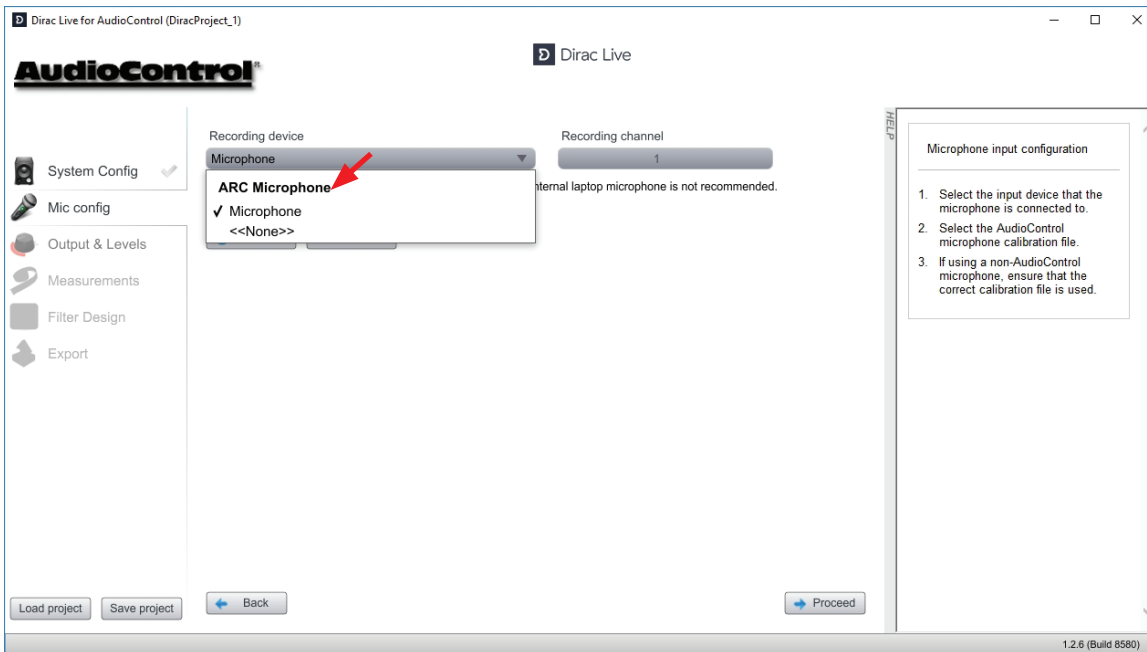 Dirac Live for AudioControl (DiracProject_1)
AudioControl®
Dirac Live
System Config
Mic config
Output & Levels
Measurements
Filter Design
Export
Load project
Save project
Recording device
Recording channel
Microphone
1
ARC Microphone
Microphone
<<None>>
internal laptop microphone is not recommended.
Back
Proceed
HELP
Microphone input configuration
1. Select the input device that the
microphone is connected to.
2. Select the AudioControl
microphone calibration file.
3. If using a non-AudioControl
microphone, ensure that the
correct calibration file is used.
1.2.6 (Build 8580)